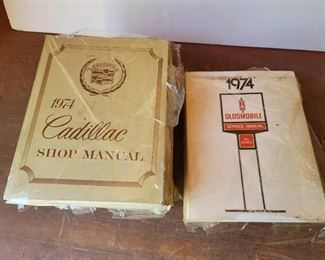 1974
Cadillac
SHOP MANUAL
1974
OLDSMOBILE
SERVICE MANUAL